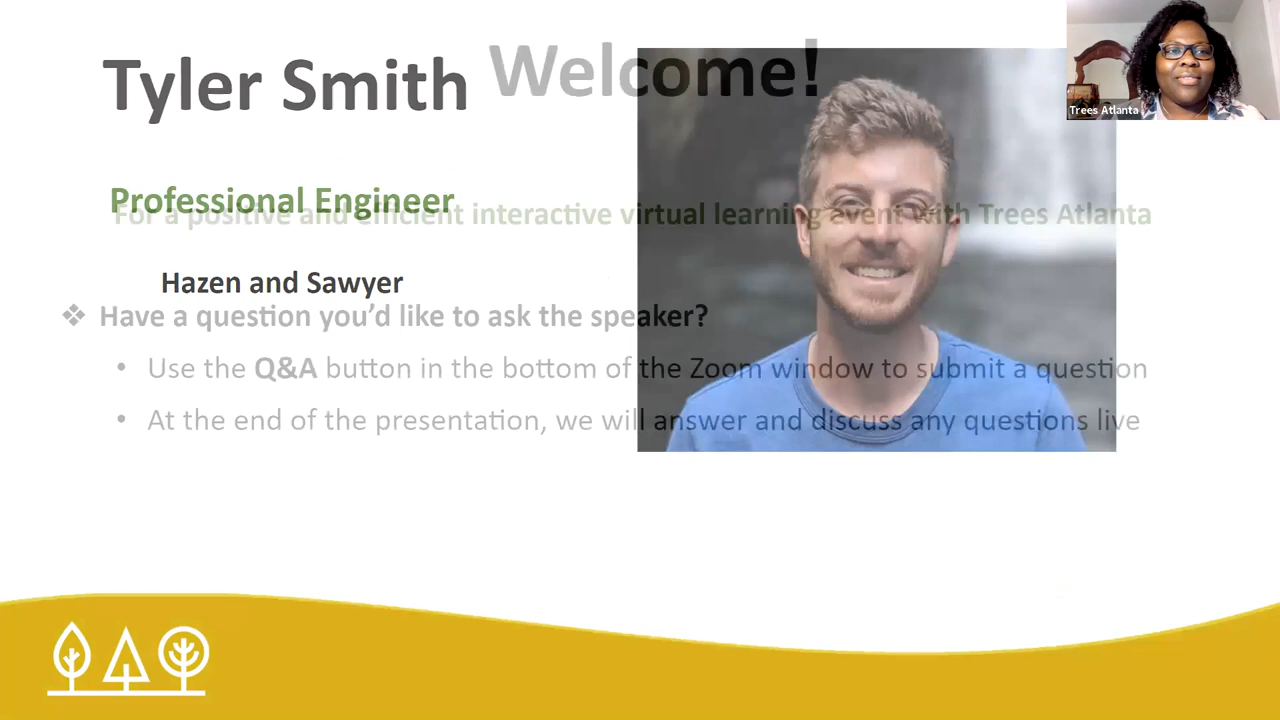 Welcome!
Tyler Smith
Trees Atlanta
Professional Engineer
For a positive and efficient interactive virtual learning event with Trees Atlanta
Hazen and Sawyer
❖ Have a question you’d like to ask the speaker?
• Use the Q&A button in the bottom of the Zoom window to submit a question
• At the end of the presentation, we will answer and discuss any questions live